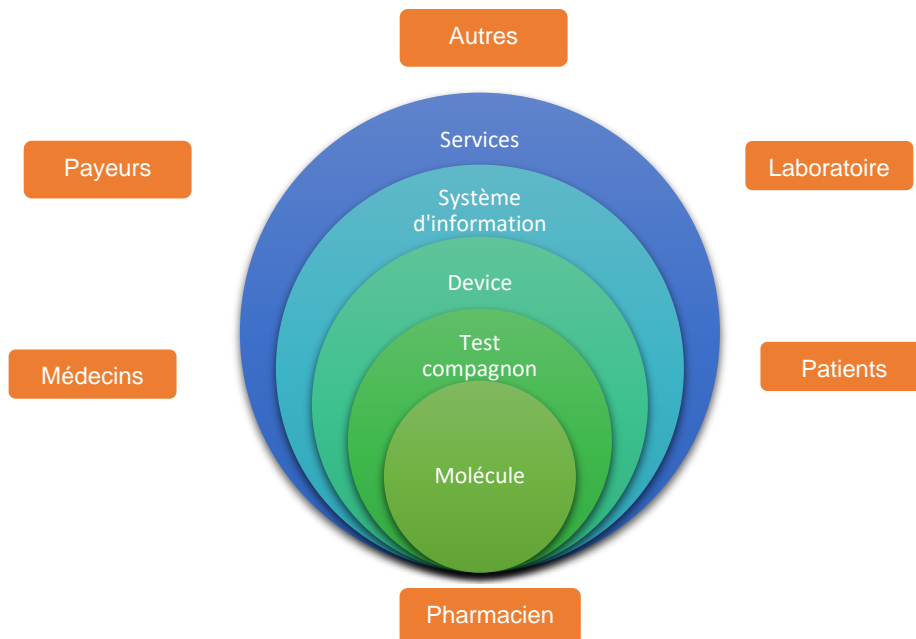 Autres
Services
Payeurs
Laboratoire
Système
d'information
Device
Test
compagnon
Médecins
Patients
Molécule
Pharmacien